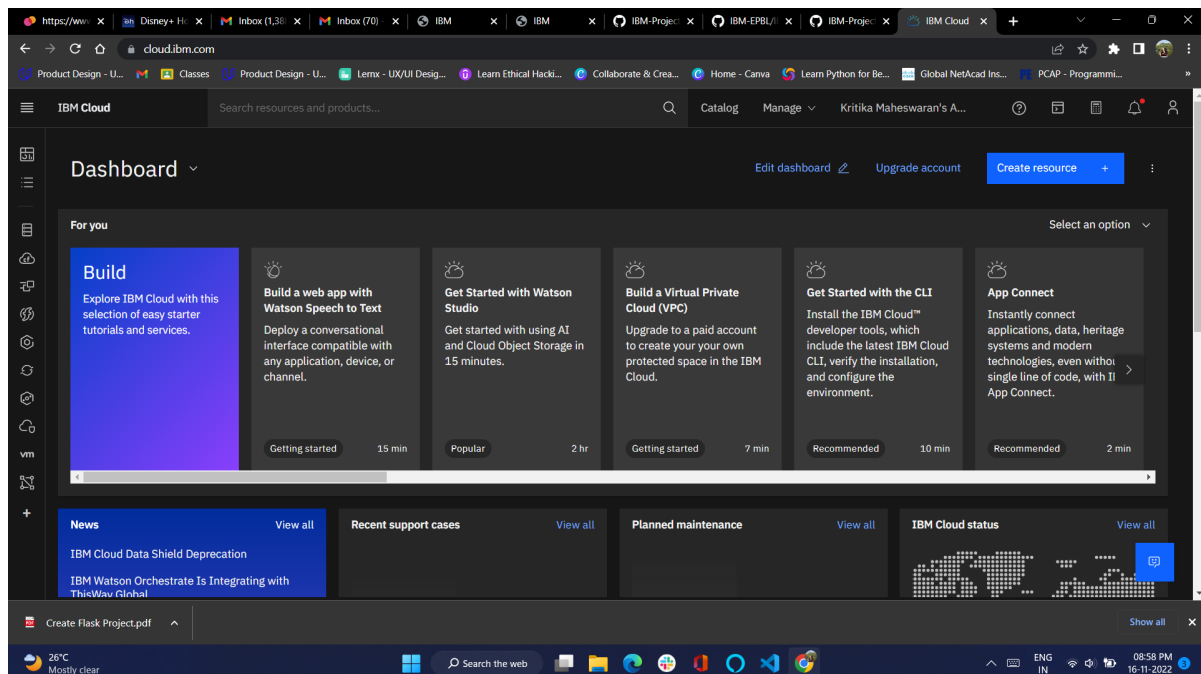 https://www
Disney+ Ho
Inbox (1,38
Inbox (70) -
IBM
IBM
IBM-Project
IBM-EPBL/I
IBM-Project
IBM Cloud
cloud.ibm.com
Product Design - U...
Classes
Product Design - U...
Lernx - UX/UI Desig...
Learn Ethical Hacki...
Collaborate & Crea...
Home - Canva
Learn Python for Be...
Global NetAcad Ins...
PCAP - Programmi...
»
IBM Cloud
Search resources and products...
Catalog
Manage
Kritika Maheswaran's A...
Dashboard
Edit dashboard
Upgrade account
Create resource +
For you
Select an option
Build
Explore IBM Cloud with this
selection of easy starter
tutorials and services.
Build a web app with
Watson Speech to Text
Deploy a conversational
interface compatible with
any application, device, or
channel.
Getting started
15 min
Get Started with Watson
Studio
Get started with using AI
and Cloud Object Storage in
15 minutes.
Popular
2 hr
Build a Virtual Private
Cloud (VPC)
Upgrade to a paid account
to create your your own
protected space in the IBM
Cloud.
Getting started
7 min
Get Started with the CLI
Install the IBM Cloud™
developer tools, which
include the latest IBM Cloud
CLI, verify the installation,
and configure the
environment.
Recommended
10 min
App Connect
Instantly connect
applications, data, heritage
systems and modern
technologies, even withou
single line of code, with I
App Connect.
Recommended
2 min
vm
News
View all
IBM Cloud Data Shield Deprecation
IBM Watson Orchestrate Is Integrating with
ThisWay Global
Recent support cases
View all
Planned maintenance
View all
IBM Cloud status
View all
Create Flask Project.pdf
Show all
26°C
Mostly clear
Search the web
ENG
IN
08:58 PM
16-11-2022
3